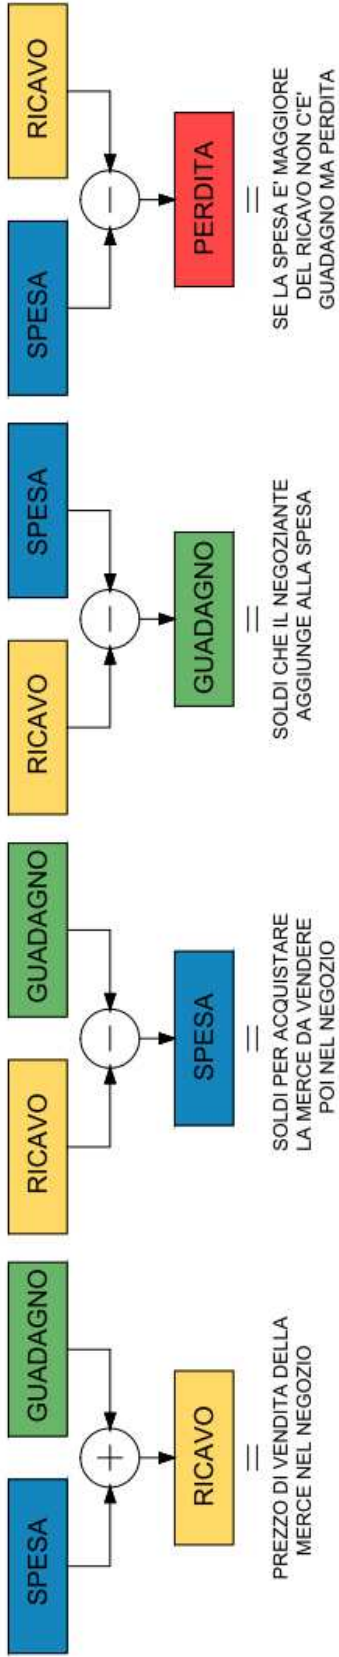 SPESA
GUADAGNO
+
RICAVO
=
PREZZO DI VENDITA DELLA
MERCE NEL NEGOZIO
RICAVO
GUADAGNO
−
SPESA
=
SOLDI PER ACQUISTARE
LA MERCE DA VENDERE
POI NEL NEGOZIO
RICAVO
SPESA
−
GUADAGNO
=
SOLDI CHE IL NEGOZIANTE
AGGIUNGE ALLA SPESA
SPESA
RICAVO
−
PERDITA
=
SE LA SPESA E' MAGGIORE
DEL RICAVO NON C'E'
GUADAGNO MA PERDITA